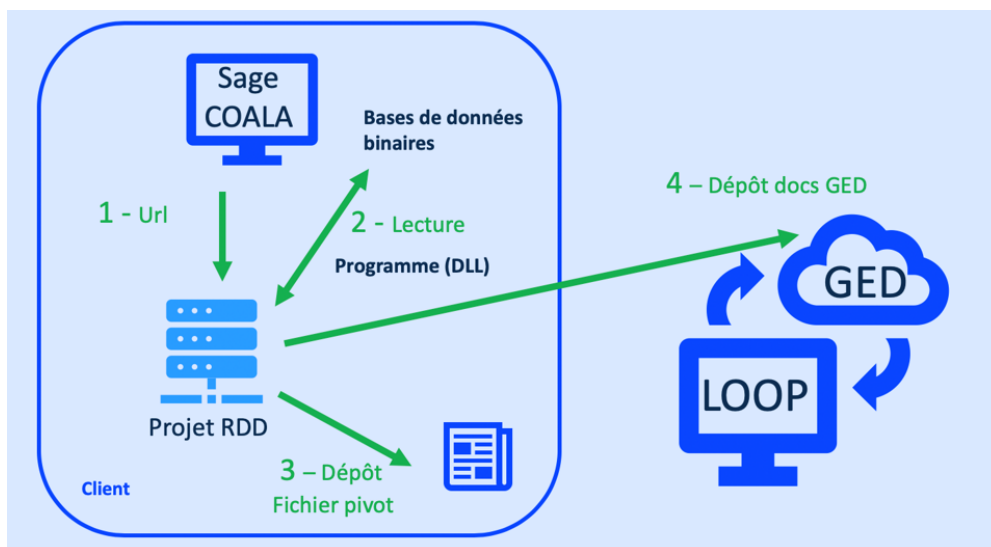 Sage
COALA
Bases de données
binaires
1 - Url
2 - Lecture
Programme (DLL)
4 – Dépôt docs GED
GED
LOOP
Projet RDD
3 – Dépôt
Fichier pivot
Client